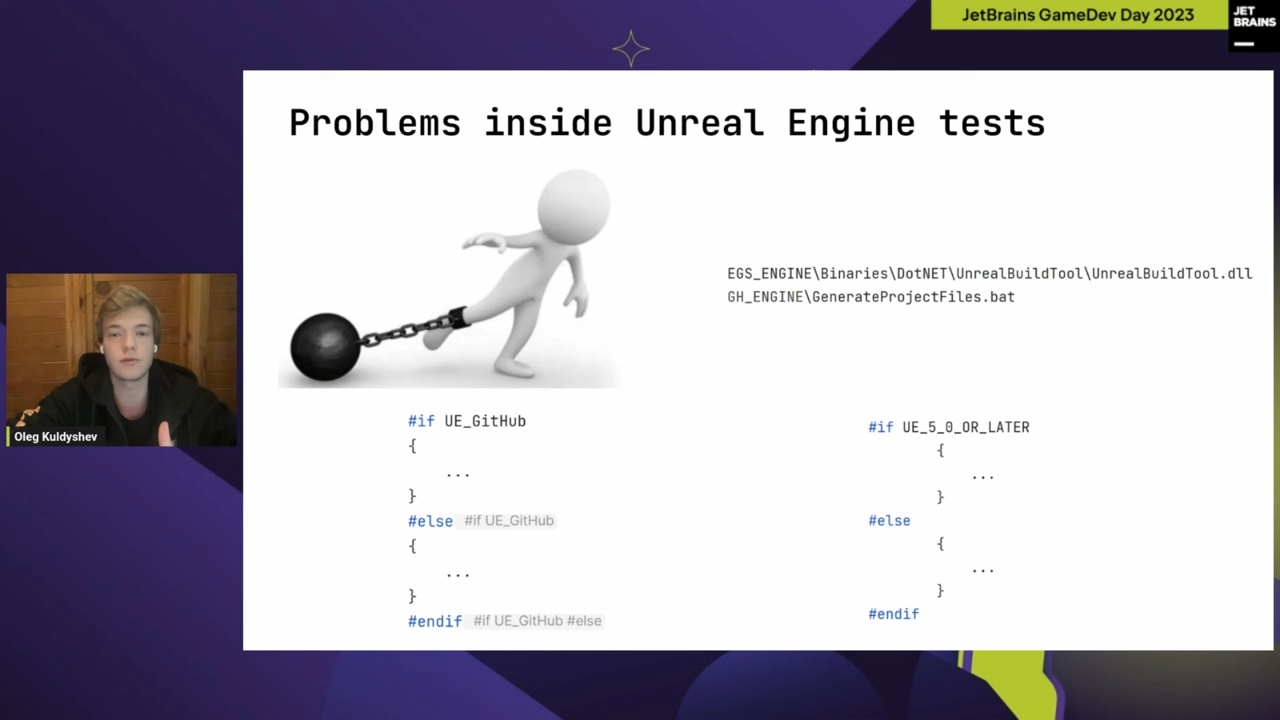 JetBrains GameDev Day 2023
JET
BRAINS
Problems inside Unreal Engine tests
EGS_ENGINE\Binaries\DotNET\UnrealBuildTool\UnrealBuildTool.dll
GH_ENGINE\GenerateProjectFiles.bat
Oleg Kuldyshev
#if UE_GitHub
{
...
}
#else #if UE_GitHub
{
...
}
#endif #if UE_GitHub #else
#if UE_5_0_OR_LATER
{
...
}
#else
{
...
}
#endif